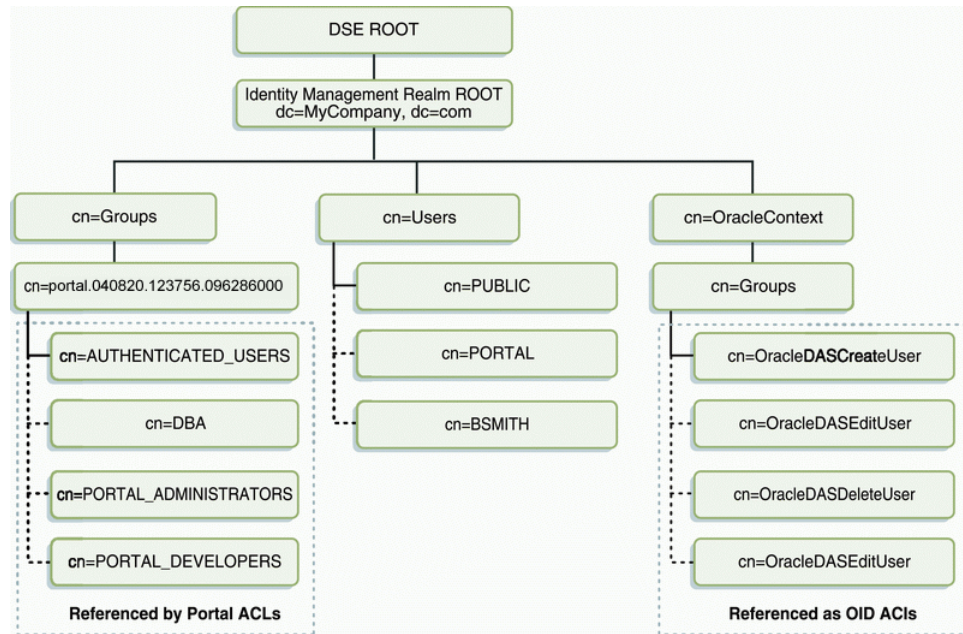 DSE ROOT
Identity Management Realm ROOT
dc=MyCompany, dc=com
cn=Groups
cn=Users
cn=OracleContext
cn=portal.040820.123756.096286000
cn=PUBLIC
cn=Groups
cn=AUTHENTICATED_USERS
cn=PORTAL
cn=OracleDASCreateUser
cn=DBA
cn=BSMITH
cn=OracleDASEditUser
cn=PORTAL_ADMINISTRATORS
cn=OracleDASDeleteUser
cn=PORTAL_DEVELOPERS
cn=OracleDASEditUser
Referenced by Portal ACLs
Referenced as OID ACIs